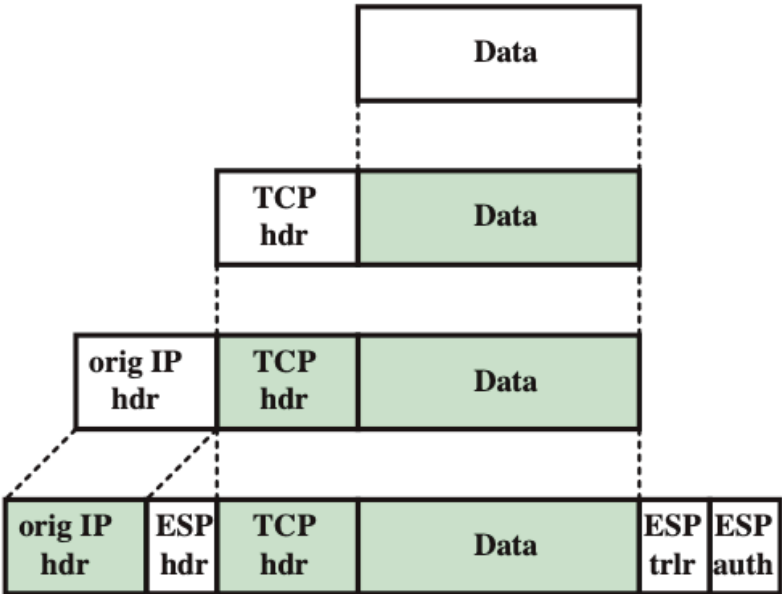 Data
TCP
hdr
Data
orig IP
hdr
TCP
hdr
Data
orig IP
hdr
ESP
hdr
TCP
hdr
Data
ESP
trlr
ESP
auth